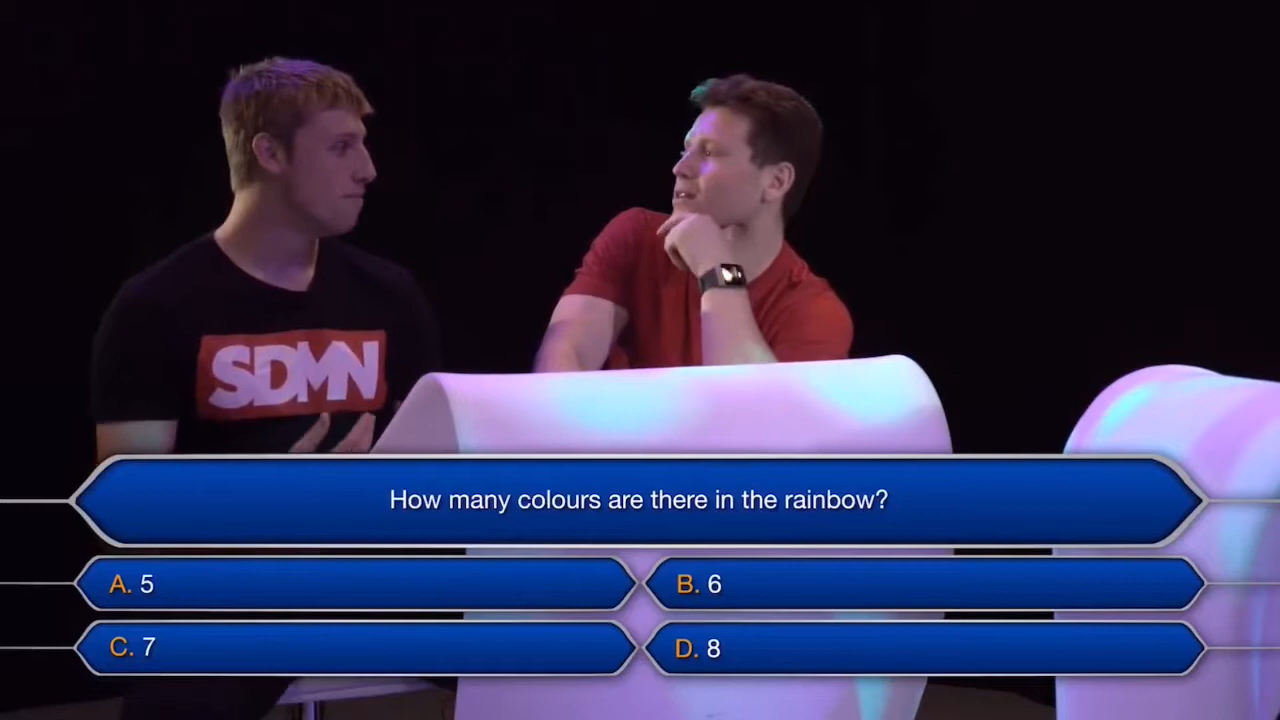 SDMN
How many colours are there in the rainbow?
A. 5
B. 6
C. 7
D. 8